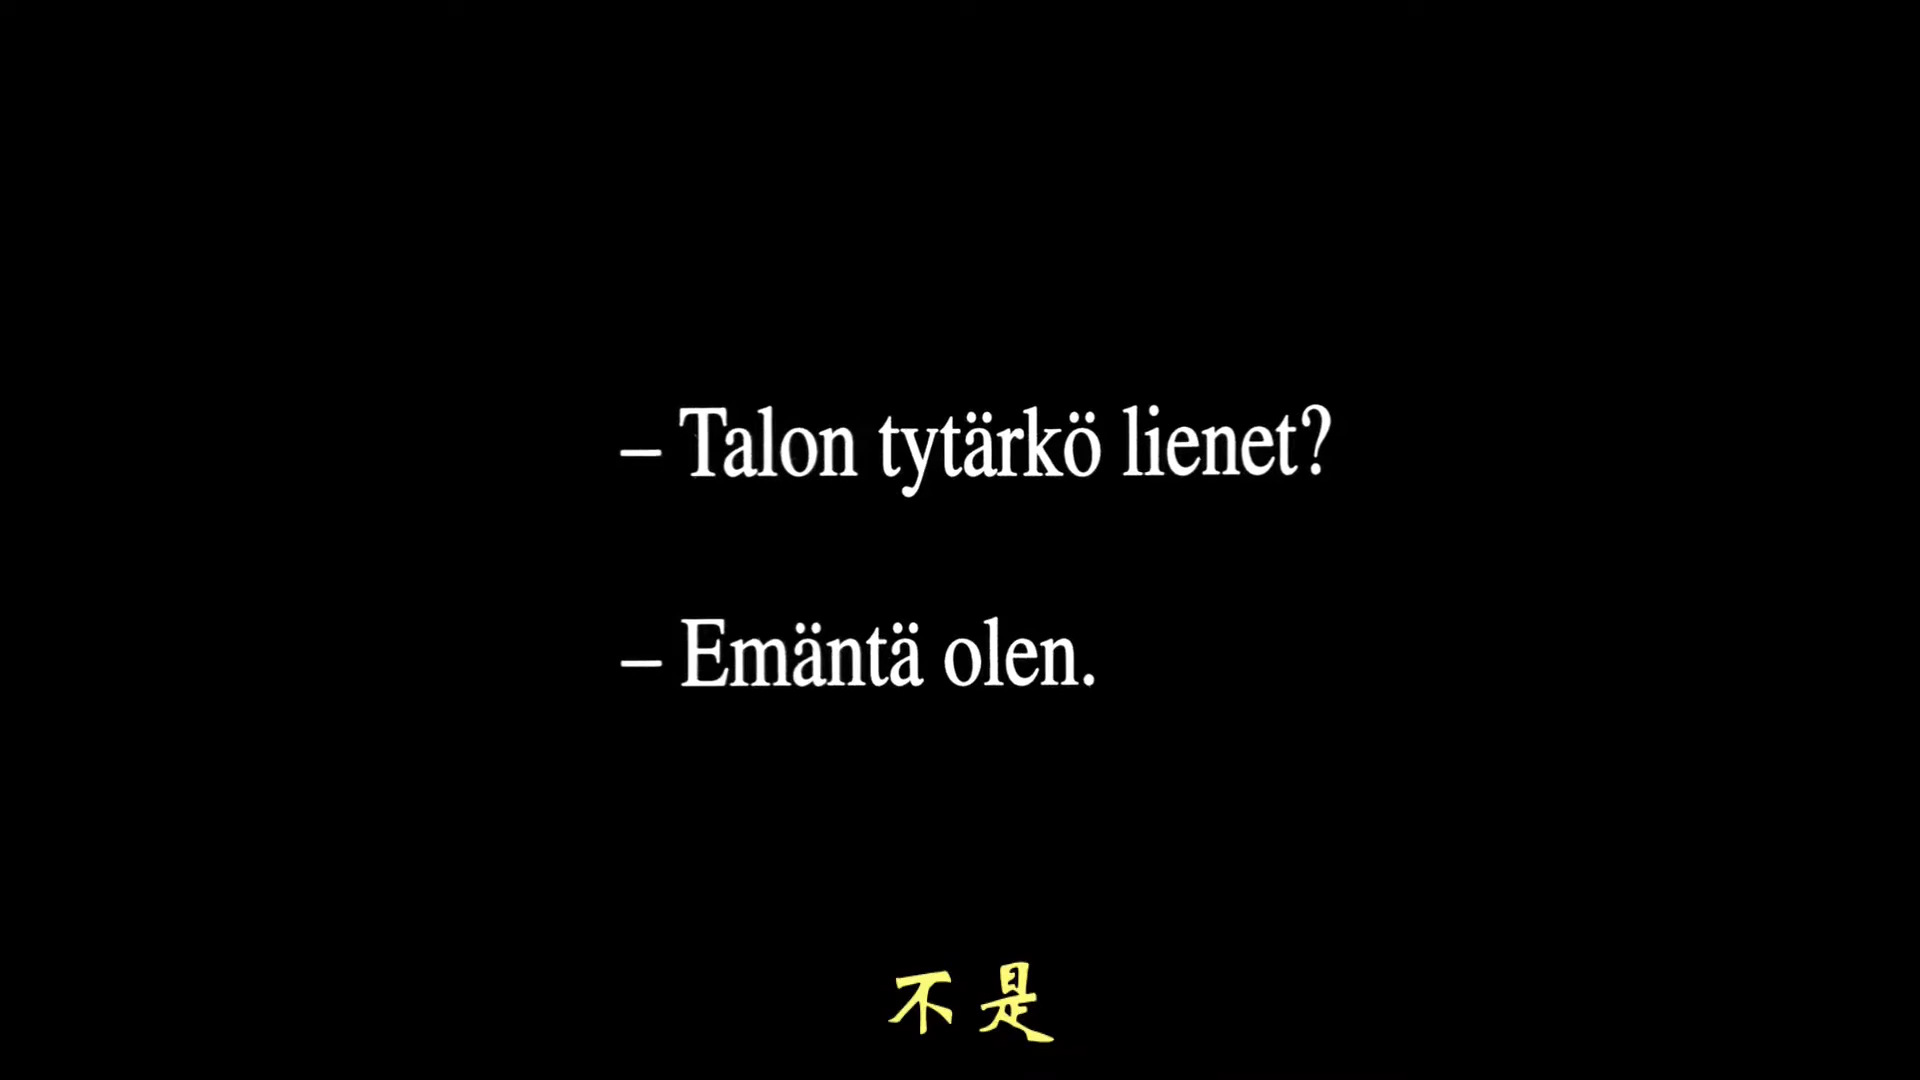 – Talon tytärkö lienet?
– Emäntä olen.
不是